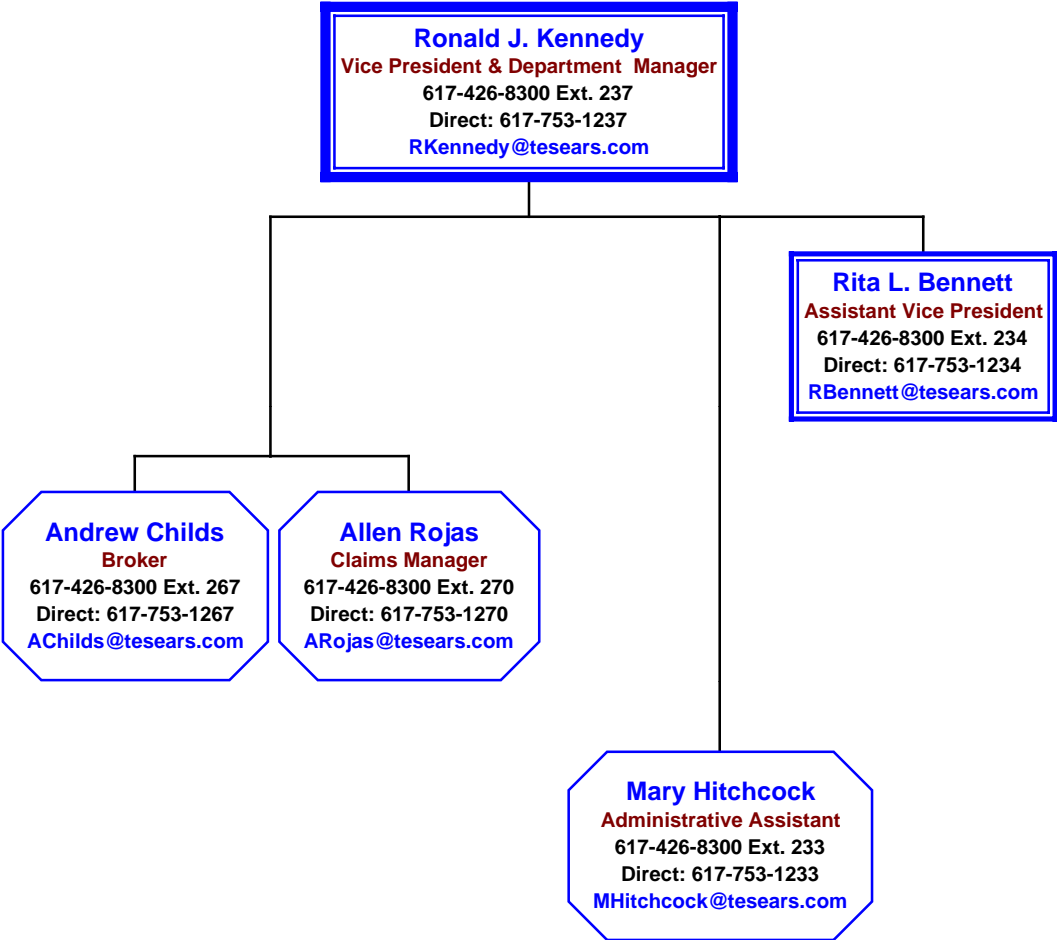 Ronald J. Kennedy
Vice President & Department Manager
617-426-8300 Ext. 237
Direct: 617-753-1237
RKennedy@tesears.com
Rita L. Bennett
Assistant Vice President
617-426-8300 Ext. 234
Direct: 617-753-1234
RBennett@tesears.com
Andrew Childs
Broker
617-426-8300 Ext. 267
Direct: 617-753-1267
AChilds@tesears.com
Allen Rojas
Claims Manager
617-426-8300 Ext. 270
Direct: 617-753-1270
ARojas@tesears.com
Mary Hitchcock
Administrative Assistant
617-426-8300 Ext. 233
Direct: 617-753-1233
MHitchcock@tesears.com